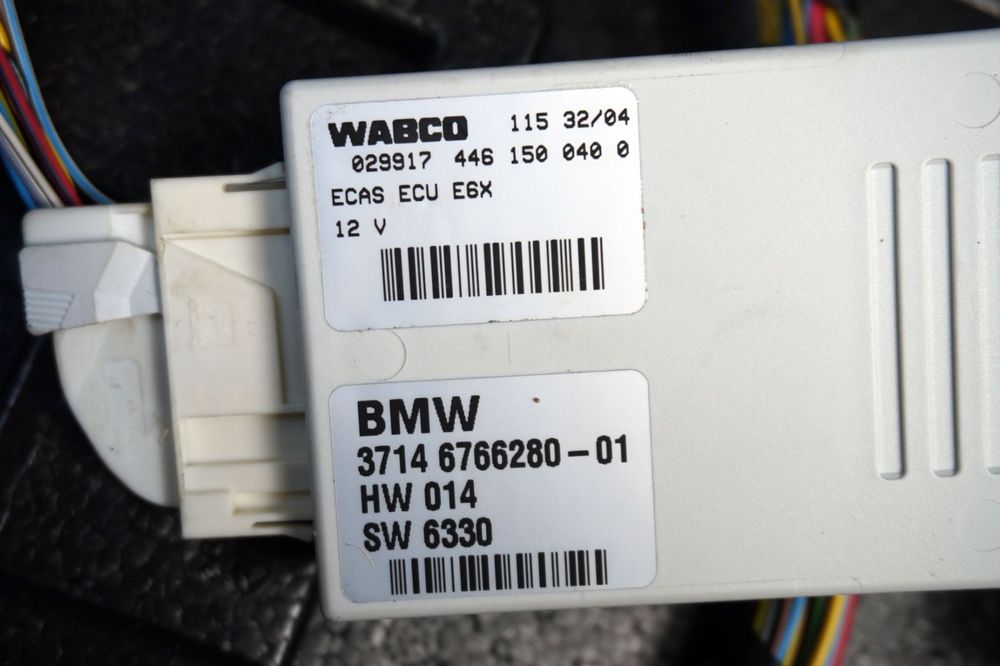 WABCO 115 32/04
029917 446 150 040 0
ECAS ECU E6X
12 V
BMW
3714 6766280-01
HW 014
SW 6330